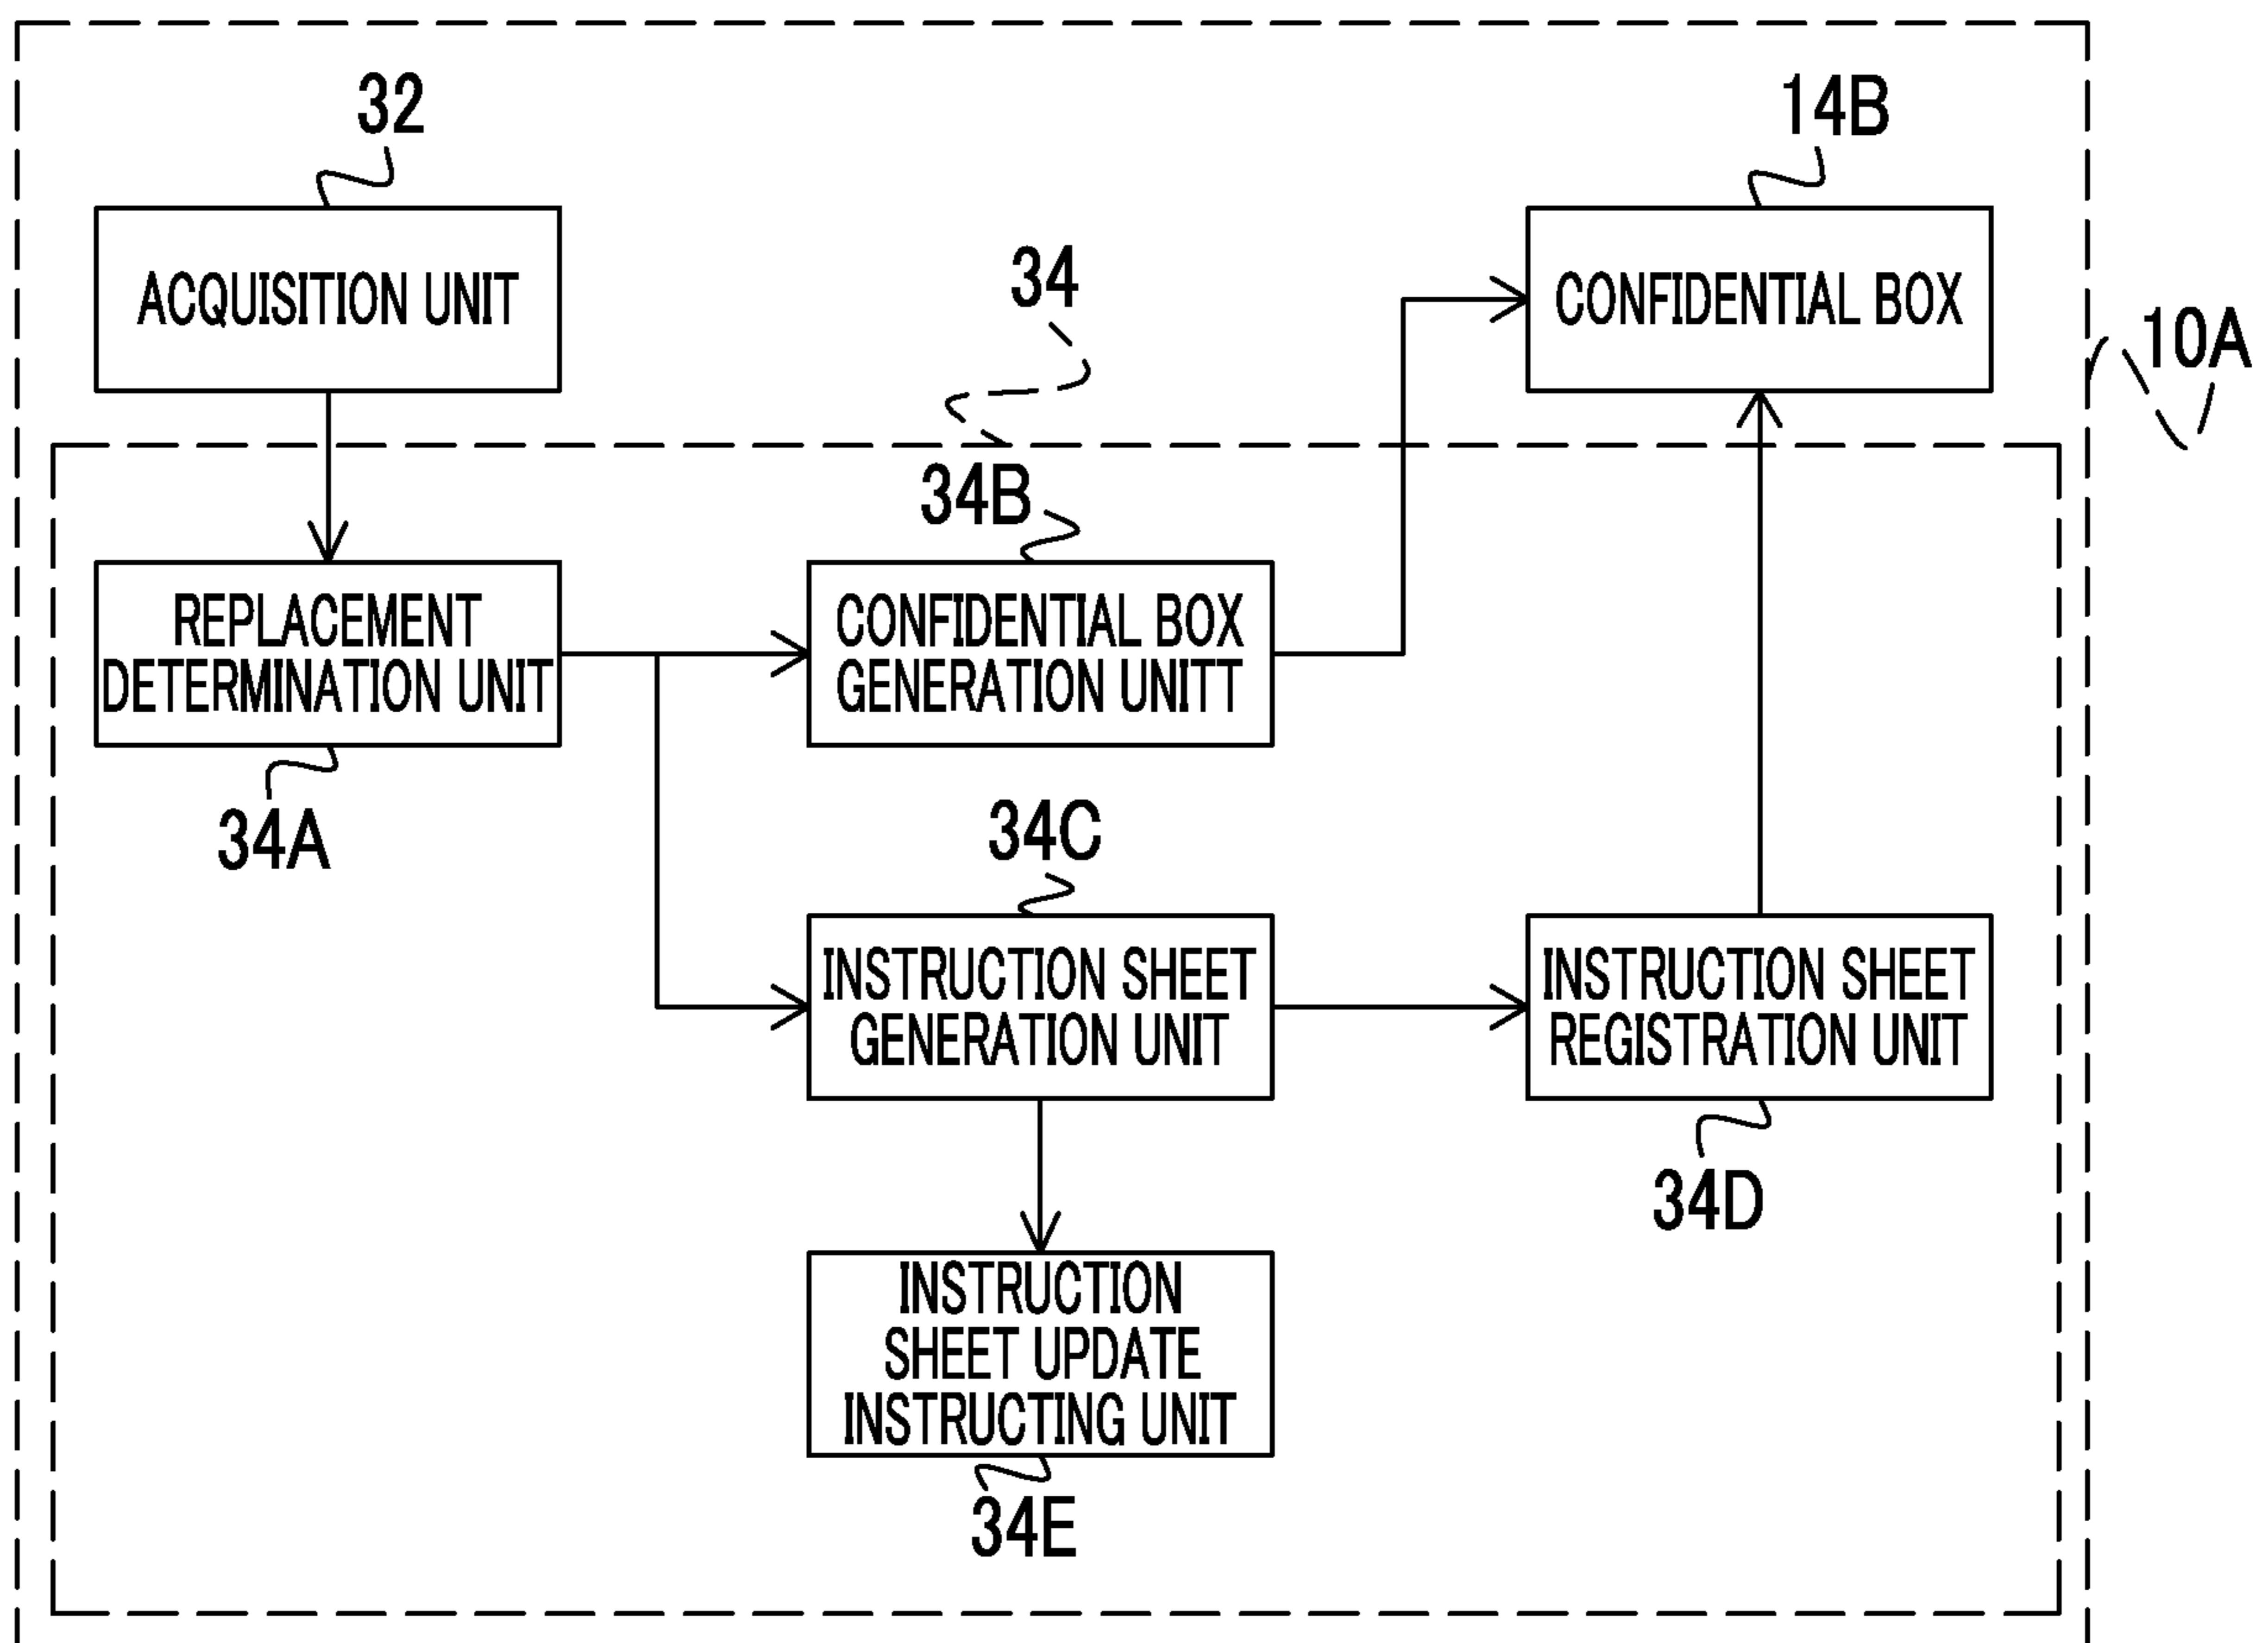 32
14B
ACQUISITION UNIT
34
CONFIDENTIAL BOX
10A
34B
REPLACEMENT
DETERMINATION UNIT
CONFIDENTIAL BOX
GENERATION UNITT
34A
34C
INSTRUCTION SHEET
GENERATION UNIT
INSTRUCTION SHEET
REGISTRATION UNIT
34D
INSTRUCTION
SHEET UPDATE
INSTRUCTING UNIT
34E